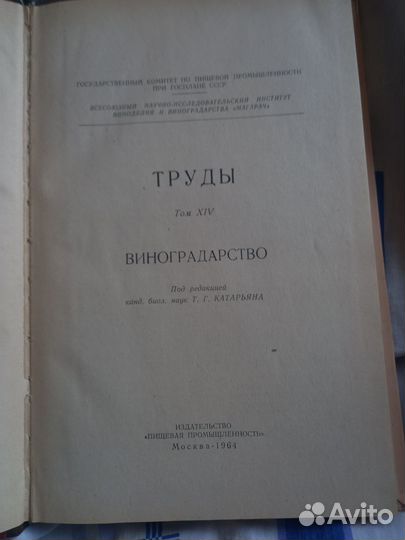 ГОСУДАРСТВЕННЫЙ КОМИТЕТ ПО ПИЩЕВОЙ ПРОМЫШЛЕННОСТИ
ПРИ ГОСПЛАНЕ СССР
ВСЕСОЮЗНЫЙ НАУЧНО-ИССЛЕДОВАТЕЛЬСКИЙ ИНСТИТУТ
ВИНОДЕЛИЯ И ВИНОГРАДАРСТВА «МАГАРАЧ»
ТРУДЫ
Том XIV
ВИНОГРАДАРСТВО
Под редакцией
канд. биол. наук Т. Г. КАТАРЬЯНА
ИЗДАТЕЛЬСТВО
«ПИЩЕВАЯ ПРОМЫШЛЕННОСТЬ»
Москва-1964
Avito